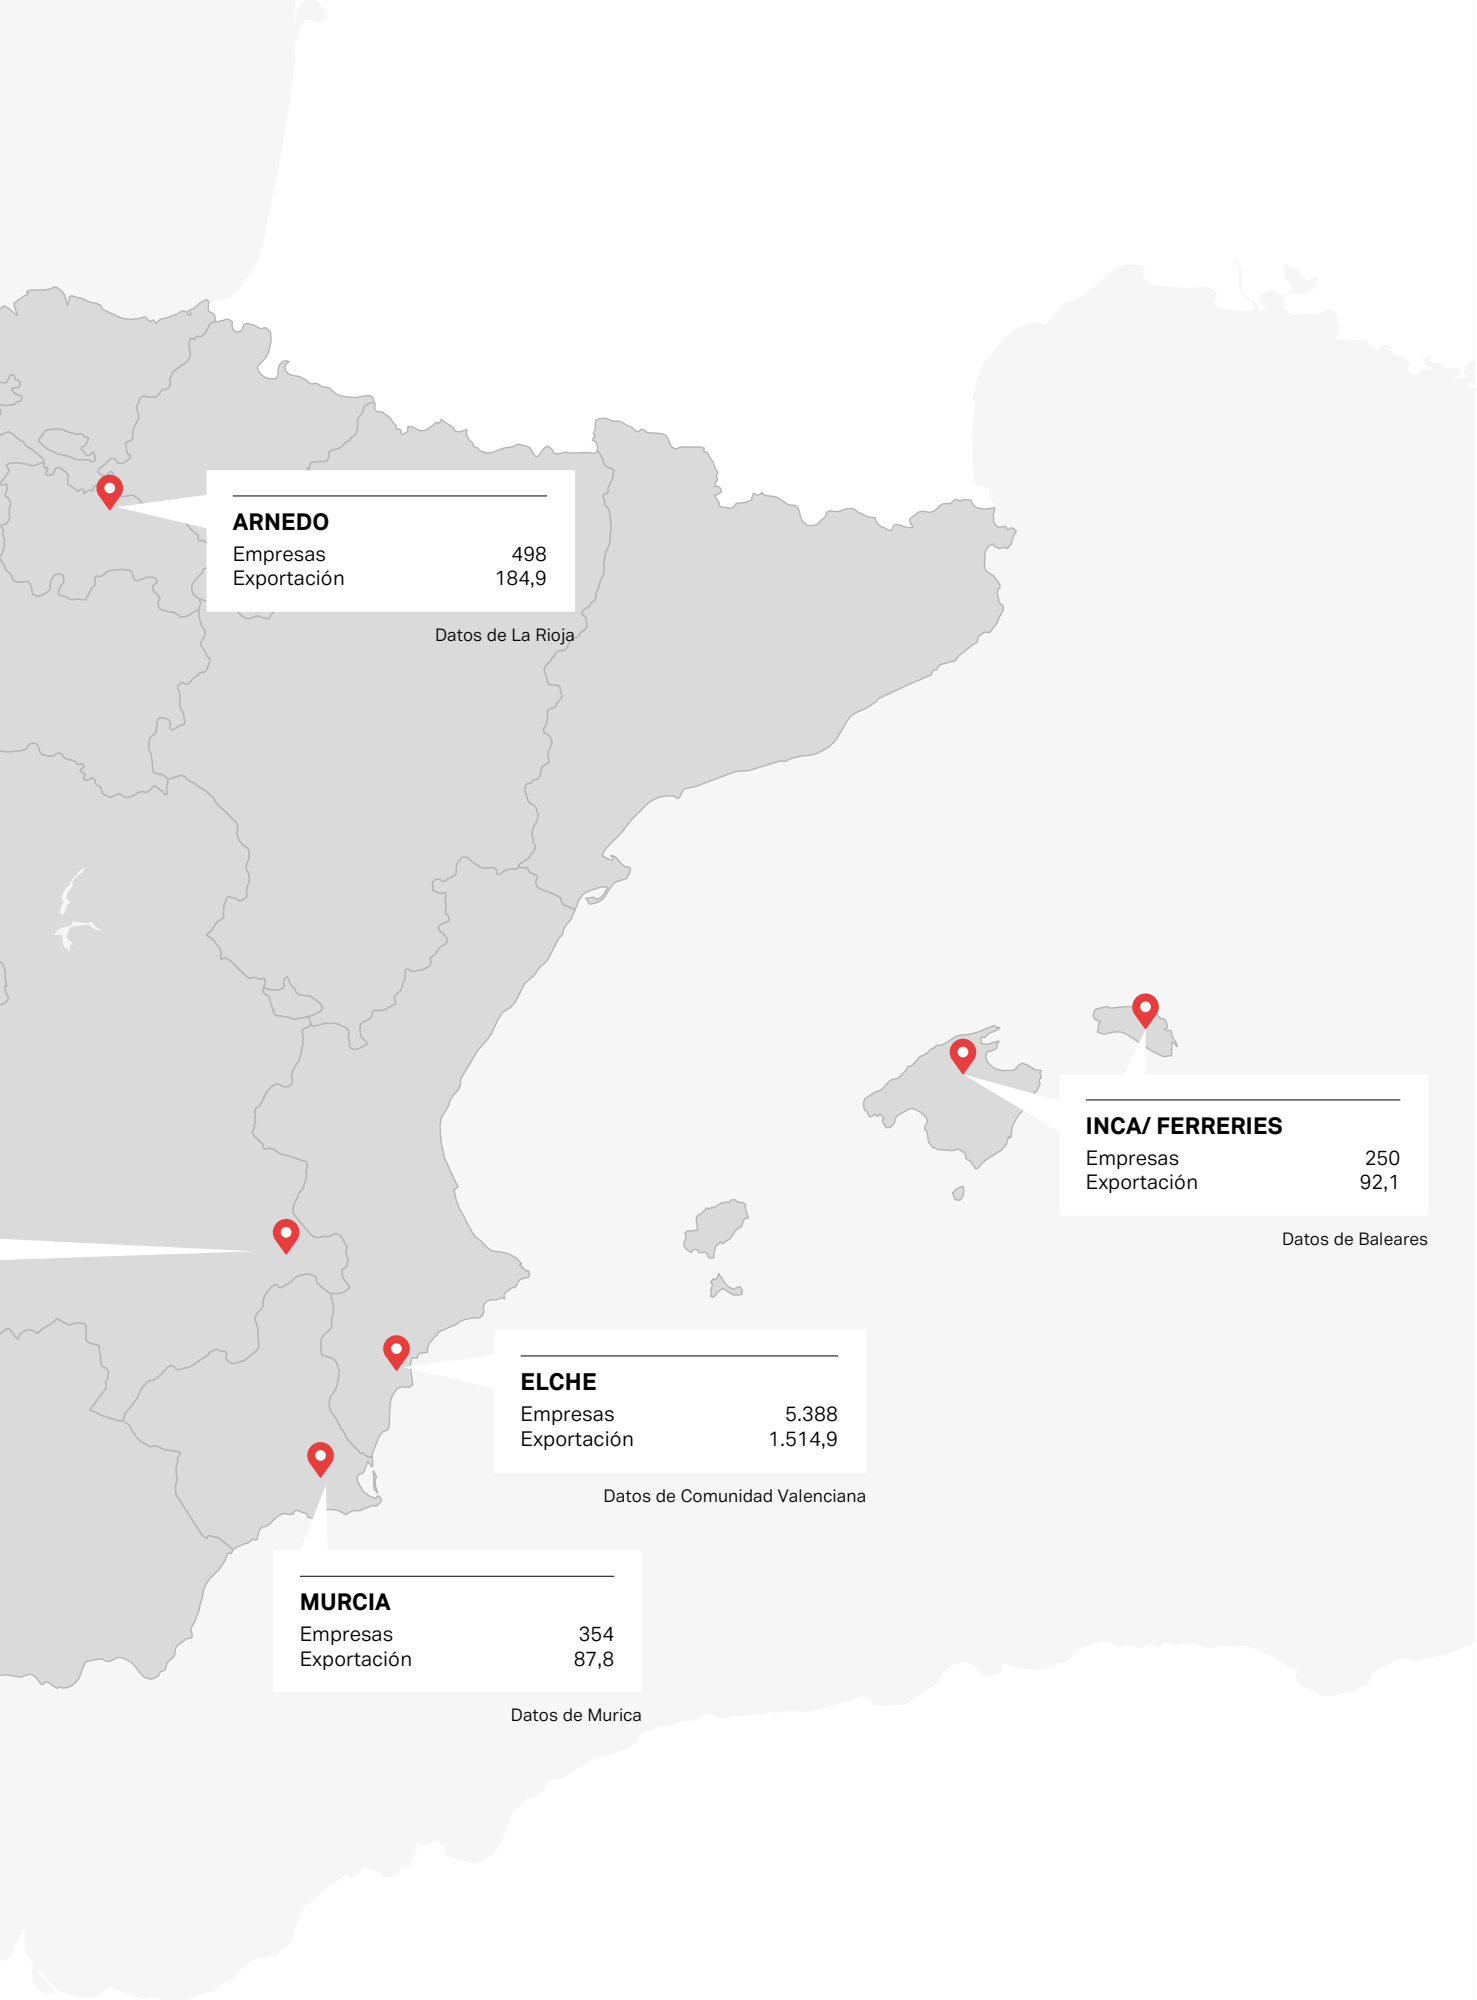 ARNEDO
Empresas 498
Exportación 184,9
Datos de La Rioja
INCA/ FERRERIES
Empresas 250
Exportación 92,1
Datos de Baleares
ELCHE
Empresas 5.388
Exportación 1.514,9
Datos de Comunidad Valenciana
MURCIA
Empresas 354
Exportación 87,8
Datos de Murica